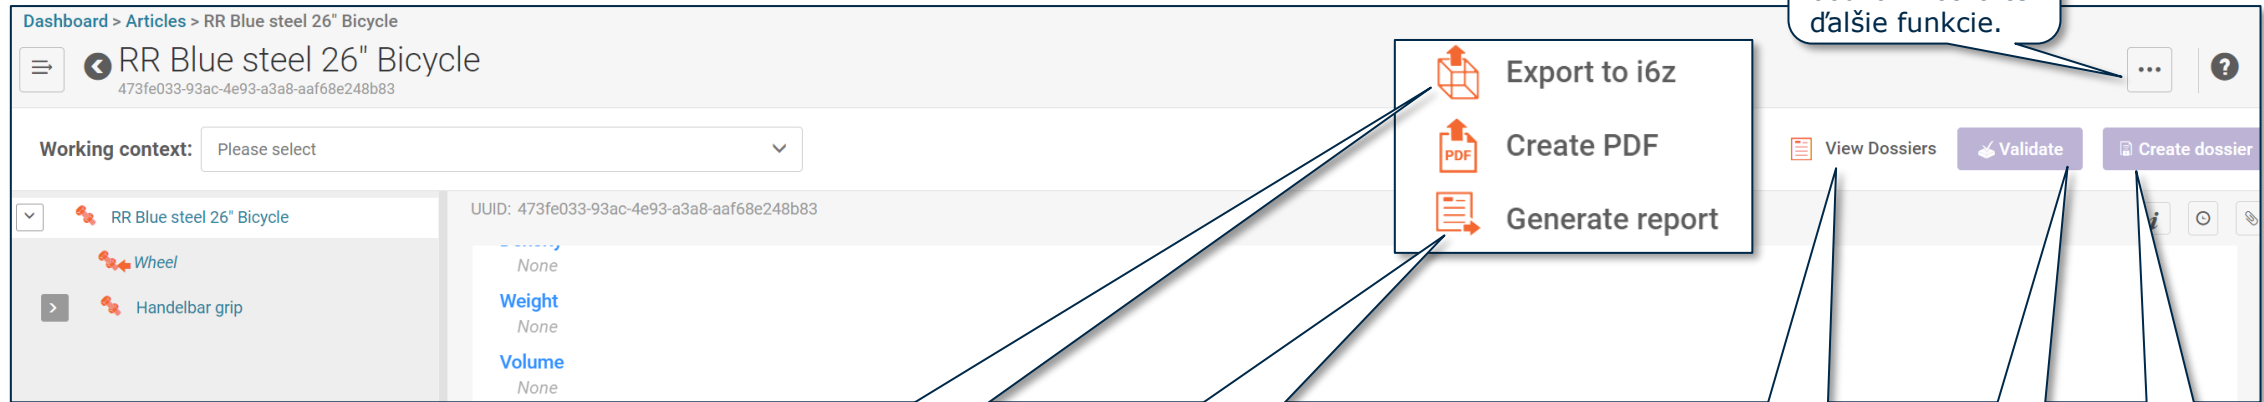 ďalšie funkcie.
Dashboard > Articles > RR Blue steel 26" Bicycle
RR Blue steel 26" Bicycle
473fe033-93ac-4e93-a3a8-aaf68e248b83
Export to i6z
Create PDF
PDF
Generate report
Working context:
Please select
View Dossiers
Validate
Create dossier
RR Blue steel 26" Bicycle
Wheel
Handelbar grip
UUID: 473fe033-93ac-4e93-a3a8-aaf68e248b83
None
Weight
None
Volume
None